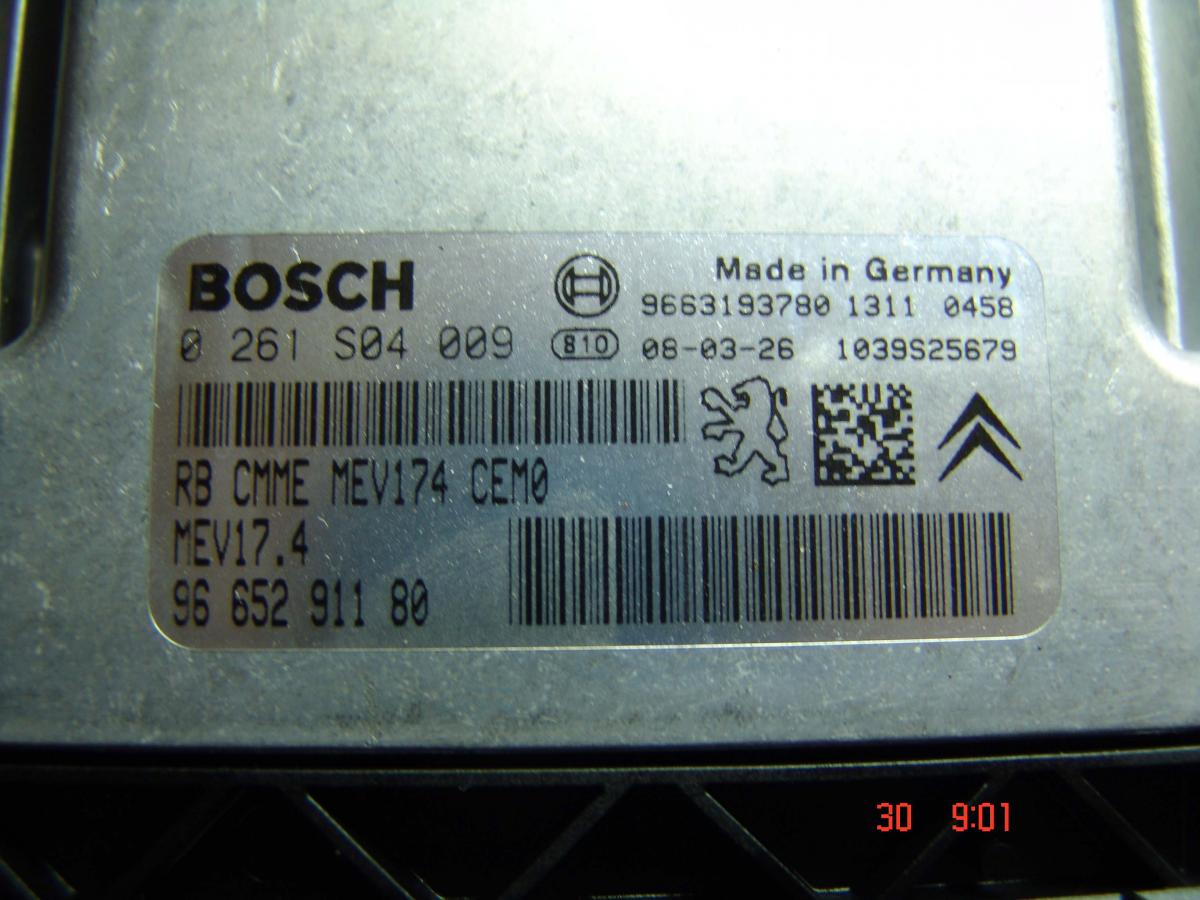 BOSCH
Made in Germany
9663193780 1311 0458
0 261 S04 009
810
08-03-26 1039S25679
RB CMME MEV174 CEM0
MEV17.4
96 652 911 80
30 9:01